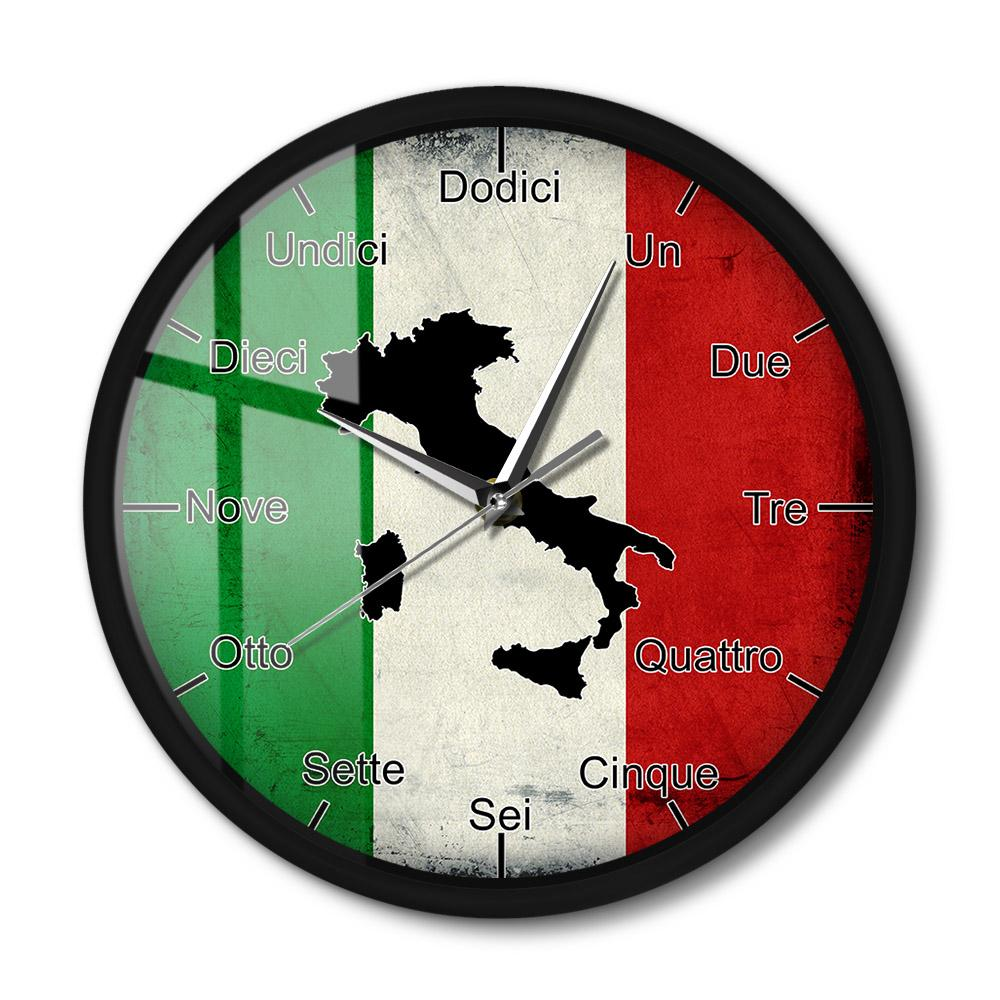 Dodici
Un
Due
Tre
Quattro
Cinque
Sei
Sette
Otto
Nove
Dieci
Undici